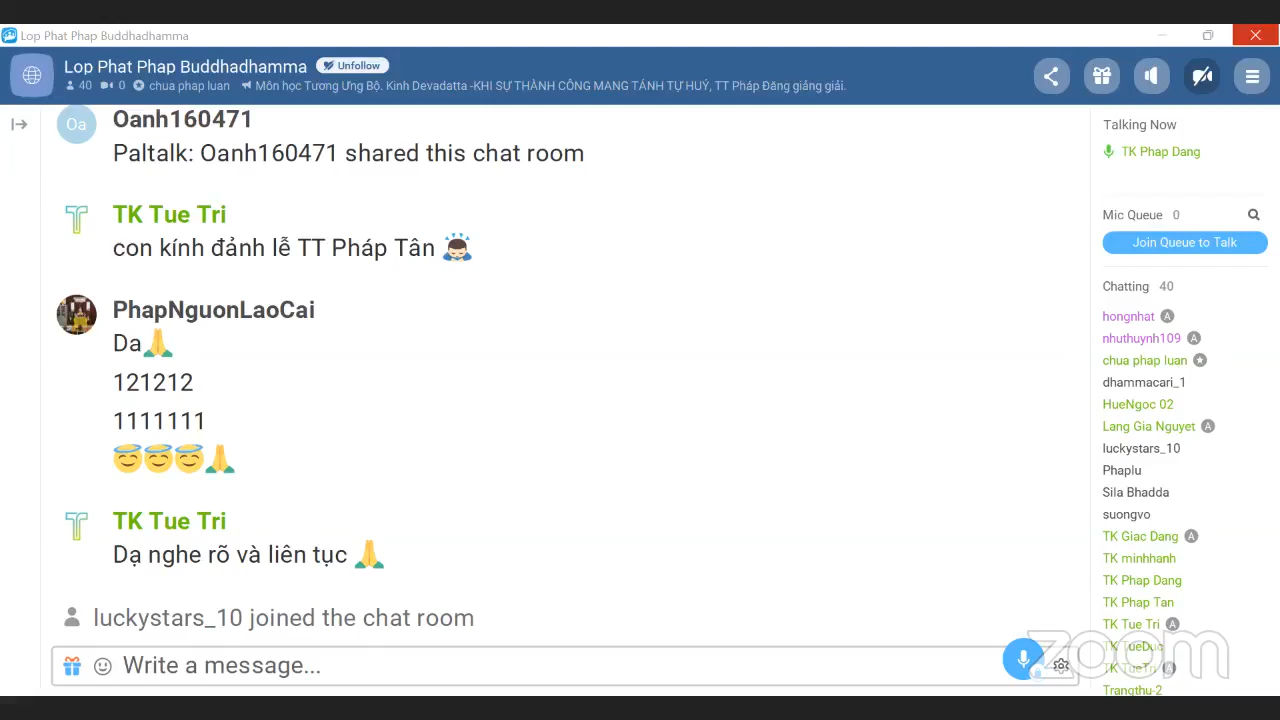 Lop Phat Phap Buddhadhamma
Lop Phat Phap Buddhadhamma
Unfollow
40
0
chua phap luan
Môn học Tương Ưng Bộ. Kinh Devadatta -KHI SỰ THÀNH CÔNG MANG TÁNH TỰ HUỶ, TT Pháp Đăng giảng giải.
Oa
Oanh160471
Paltalk: Oanh160471 shared this chat room
TK Tue Tri
con kính đảnh lễ TT Pháp Tân
PhapNguonLaoCai
Da
121212
1111111
TK Tue Tri
Dạ nghe rõ và liên tục
luckystars_10 joined the chat room
Write a message...
Talking Now
TK Phap Dang
Mic Queue 0
Join Queue to Talk
Chatting 40
hongnhat A
nhuthuynh109 A
chua phap luan
dhammacari_1
HueNgoc 02
Lang Gia Nguyet A
luckystars_10
Phaplu
Sila Bhadda
suongvo
TK Giac Dang A
TK minhhanh
TK Phap Dang
TK Phap Tan
TK Tue Tri A
TK TueDuc
TK TueTri A
Trangthu-2
zoom